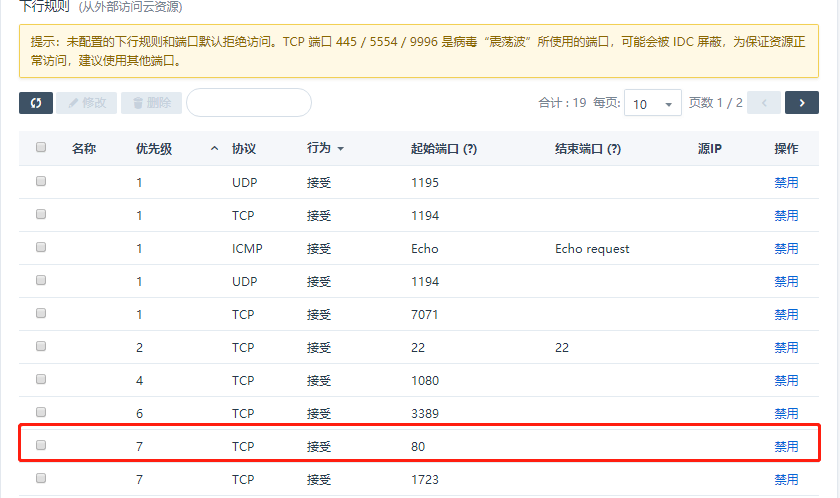 下行规则 (从外部访问云资源)
提示：未配置的下行规则和端口默认拒绝访问。TCP 端口 445 / 5554 / 9996 是病毒“震荡波”所使用的端口，可能会被 IDC 屏蔽，为保证资源正
常访问，建议使用其他端口。
修改 删除 合计 : 19 每页: 10 页数 1 / 2
名称 优先级 协议 行为 起始端口 (?) 结束端口 (?) 源IP 操作
1 UDP 接受 1195 禁用
1 TCP 接受 1194 禁用
1 ICMP 接受 Echo Echo request 禁用
1 UDP 接受 1194 禁用
1 TCP 接受 7071 禁用
2 TCP 接受 22 22 禁用
4 TCP 接受 1080 禁用
6 TCP 接受 3389 禁用
7 TCP 接受 80 禁用
7 TCP 接受 1723 禁用